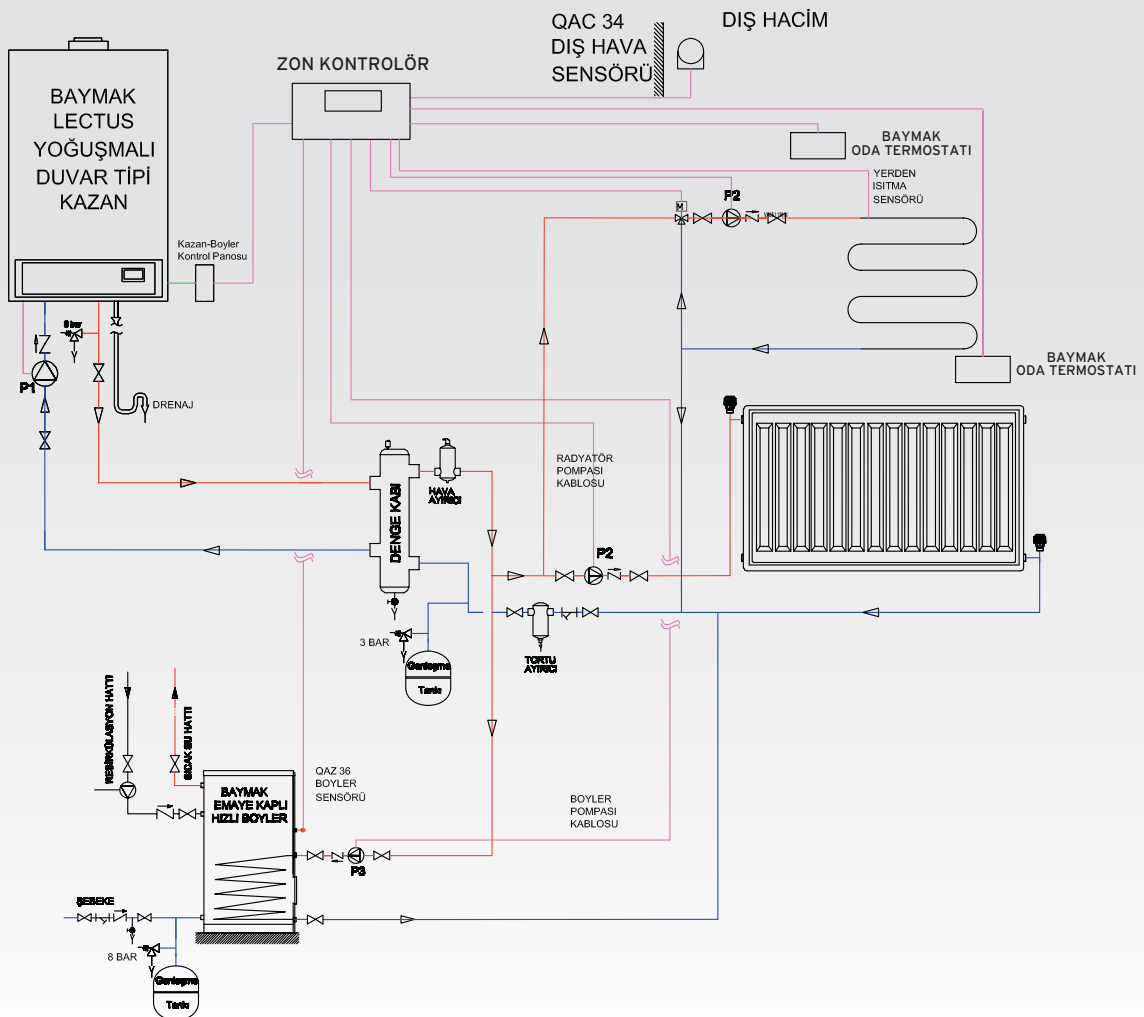 QAC 34
DIŞ HAVA
SENSÖRÜ
DIŞ HACİM
ZON KONTROLÖR
BAYMAK
LECTUS
YOĞUŞMALI
DUVAR TİPİ
KAZAN
BAYMAK
ODA TERMOSTATI
YERDEN
ISITMA
SENSÖRÜ
M
P2
Kazan-Boyler
Kontrol Panosu
P1
DRENAJ
BAYMAK
ODA TERMOSTATI
DENGE KABI
HAVA
AYIRICI
RADYATÖR
POMPASI
KABLOSU
P2
3 BAR
Genleşme
Tankı
TORTU
AYIRICI
RESİRKÜLASYON HATTI
SICAK SU HATTI
BAYMAK
EMAYE KAPLI
HIZLI BOYLER
QAZ 36
BOYLER
SENSÖRÜ
BOYLER
POMPASI
KABLOSU
P3
ŞEBEKE
8 BAR
Genleşme
Tankı